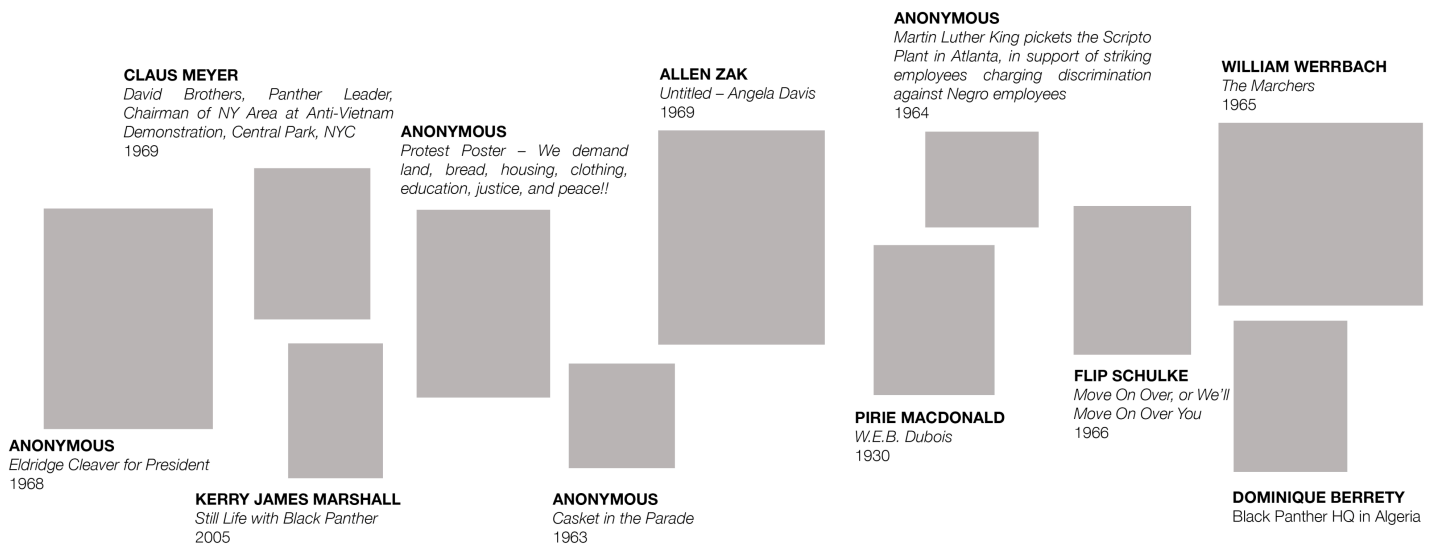 ANONYMOUS
Martin Luther King pickets the Scripto
Plant in Atlanta, in support of striking
employees charging discrimination
against Negro employees
1964
CLAUS MEYER
David Brothers, Panther Leader,
Chairman of NY Area at Anti-Vietnam
Demonstration, Central Park, NYC
1969
ANONYMOUS
Protest Poster – We demand
land, bread, housing, clothing,
education, justice, and peace!!
ALLEN ZAK
Untitled – Angela Davis
1969
WILLIAM WERRBACH
The Marchers
1965
ANONYMOUS
Eldridge Cleaver for President
1968
KERRY JAMES MARSHALL
Still Life with Black Panther
2005
ANONYMOUS
Casket in the Parade
1963
PIRIE MACDONALD
W.E.B. Dubois
1930
FLIP SCHULKE
Move On Over, or We'll
Move On Over You
1966
DOMINIQUE BERRETY
Black Panther HQ in Algeria